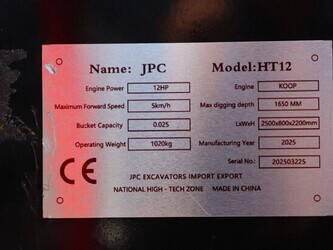 Name: JPC Model:HT12
Engine Power 12HP Engine KOOP
Maximum Forward Speed 5km/h Max digging depth 1650 MM
Bucket Capacity 0.025 LxWxH 2500x800x2200mm
Operating Weight 1020kg Manufacturing Year 2025
Serial No.: 202503225
CE
JPC EXCAVATORS IMPORT EXPORT
NATIONAL HIGH - TECH ZONE MADE IN CHINA